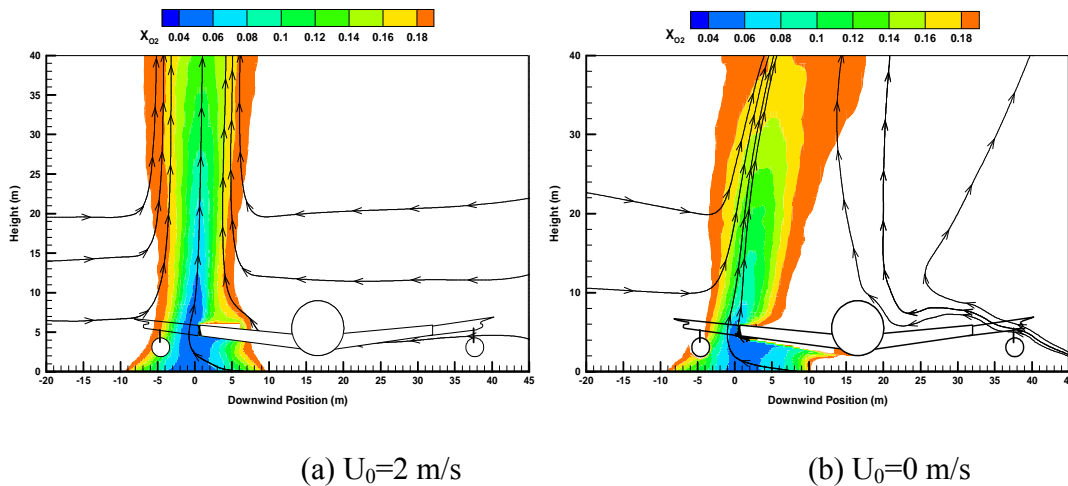 X_O2 0.04 0.06 0.08 0.1 0.12 0.14 0.16 0.18
Height (m)
40
35
30
25
20
15
10
5
0
-20 -15 -10 -5 0 5 10 15 20 25 30 35 40 45
Downwind Position (m)
(a) U₀=2 m/s
X_O2 0.04 0.06 0.08 0.1 0.12 0.14 0.16 0.18
Height (m)
40
30
20
10
0
-20 -15 -10 -5 0 5 10 15 20 25 30 35 40 45
Downwind Position (m)
(b) U₀=0 m/s